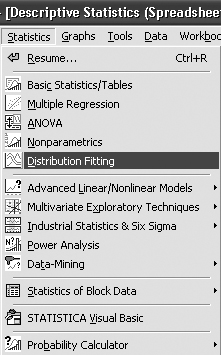 [Descriptive Statistics (Spreadshee
Statistics Graphs Tools Data Workbo
Resume... Ctrl+R
Basic Statistics/Tables
Multiple Regression
ANOVA
Nonparametrics
Distribution Fitting
Advanced Linear/Nonlinear Models
Multivariate Exploratory Techniques
Industrial Statistics & Six Sigma
Power Analysis
Data-Mining
Statistics of Block Data
STATISTICA Visual Basic
Probability Calculator